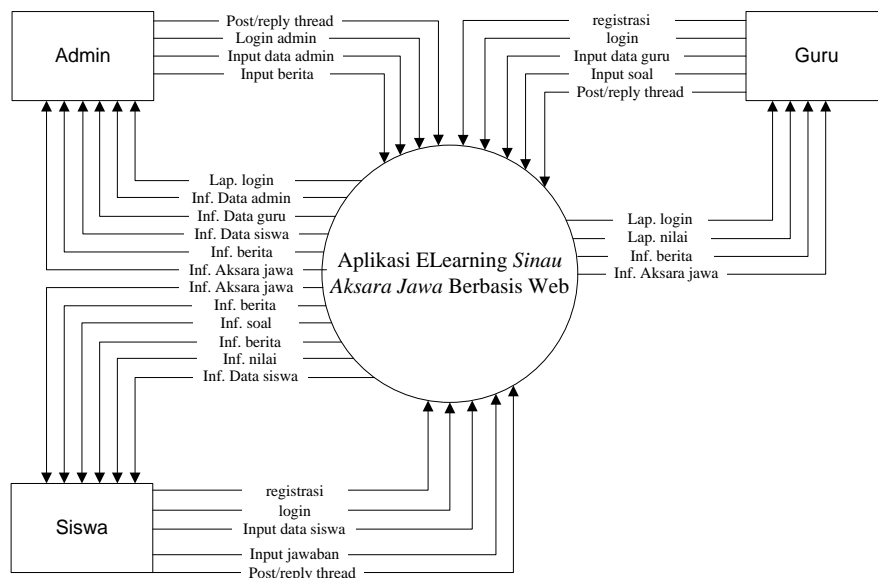 Admin
Post/reply thread
Login admin
Input data admin
Input berita
registrasi
login
Input data guru
Input soal
Post/reply thread
Guru
Lap. login
Inf. Data admin
Inf. Data guru
Inf. Data siswa
Inf. berita
Inf. Aksara jawa
Lap. login
Lap. nilai
Inf. berita
Inf. Aksara jawa
Aplikasi ELearning Sinau
Aksara Jawa Berbasis Web
Inf. Aksara jawa
Inf. berita
Inf. soal
Inf. berita
Inf. nilai
Inf. Data siswa
Siswa
registrasi
login
Input data siswa
Input jawaban
Post/reply thread